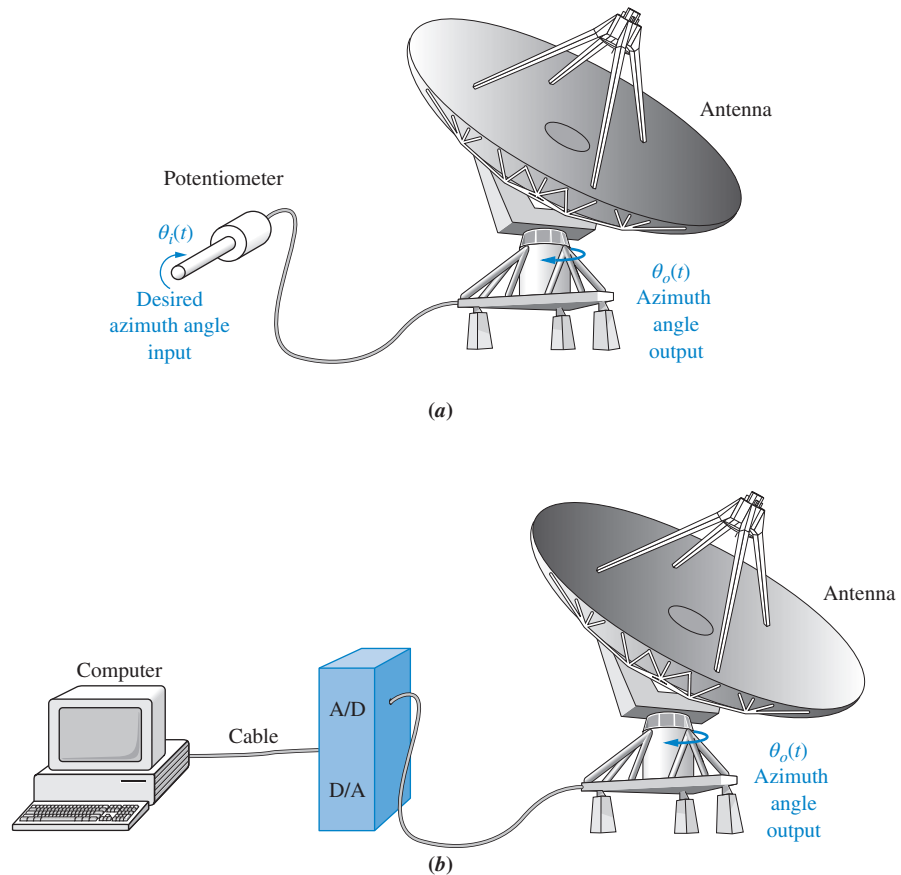 Antenna
Potentiometer
θi(t)
Desired
azimuth angle
input
θo(t)
Azimuth
angle
output
(a)
Antenna
Computer
Cable
A/D
D/A
θo(t)
Azimuth
angle
output
(b)